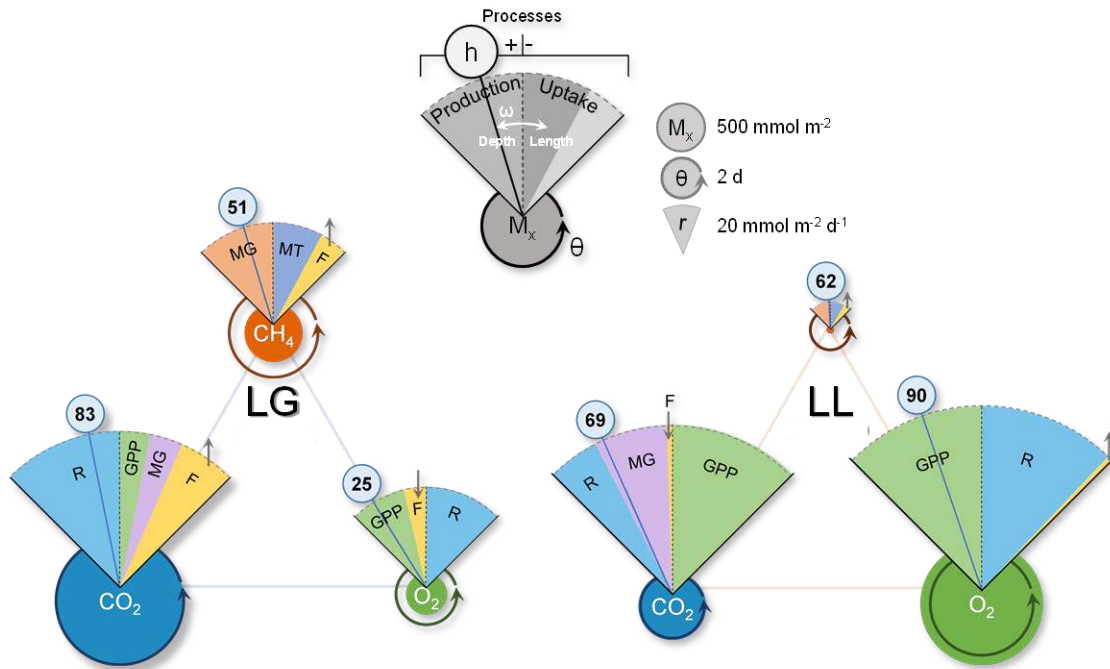 Processes
+ -
h
Production
Uptake
ω
Depth
Length
Mx
θ
Mx 500 mmol m⁻²
θ 2 d
r 20 mmol m⁻² d⁻¹
51
MG
MT
F
CH₄
LG
83
R
GPP
MG
F
CO₂
25
GPP
F
R
O₂
62
LL
69
F
R
MG
GPP
CO₂
90
GPP
R
O₂